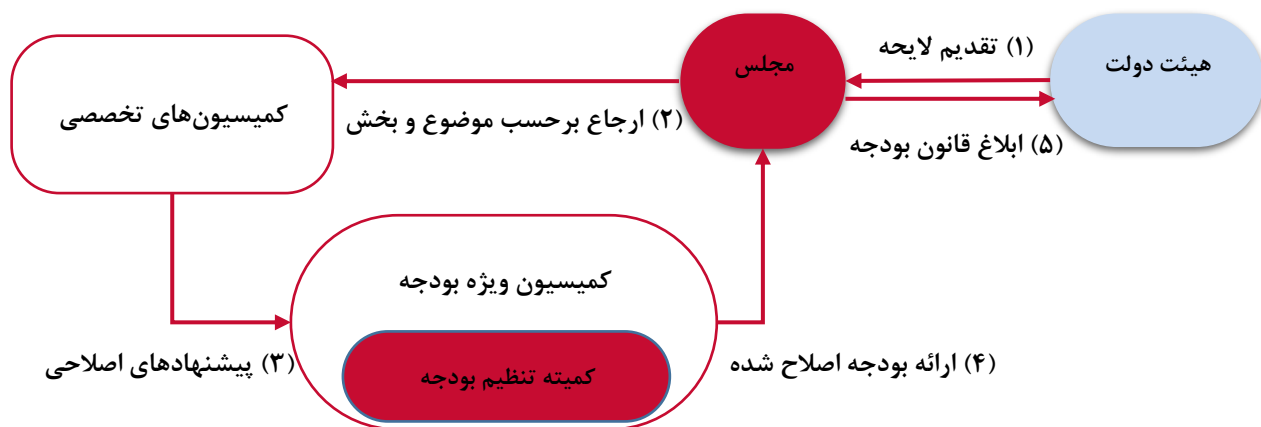 هیئت دولت
(۱) تقدیم لایحه
مجلس
(۵) ابلاغ قانون بودجه
(۲) ارجاع برحسب موضوع و بخش
کمیسیون‌های تخصصی
(۳) پیشنهادهای اصلاحی
کمیسیون ویژه بودجه
کمیته تنظیم بودجه
(۴) ارائه بودجه اصلاح شده